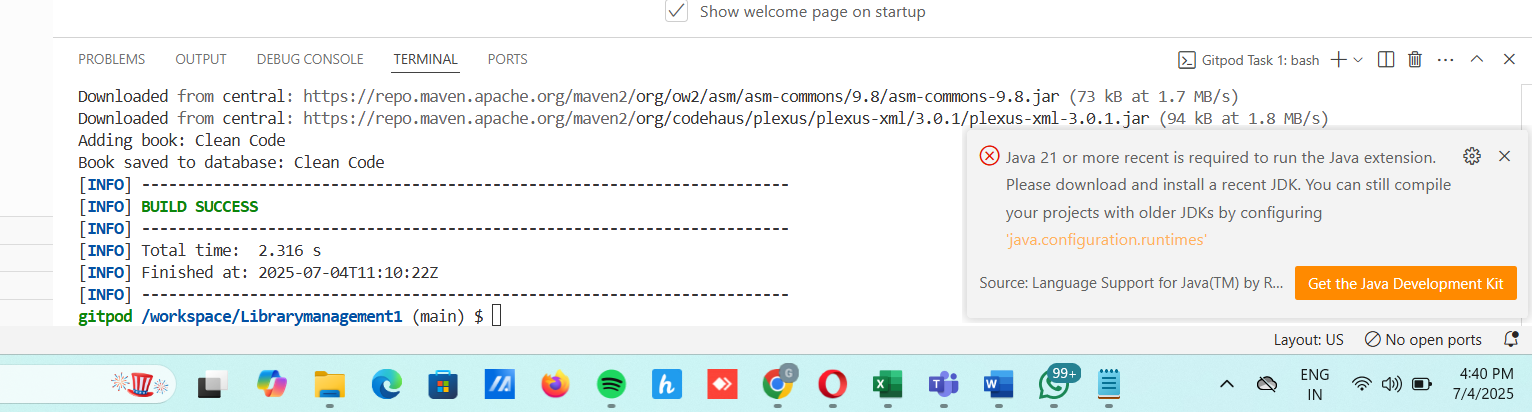 Show welcome page on startup
PROBLEMS OUTPUT DEBUG CONSOLE TERMINAL PORTS
Gitpod Task 1: bash
Downloaded from central: https://repo.maven.apache.org/maven2/org/ow2/asm/asm-commons/9.8/asm-commons-9.8.jar (73 kB at 1.7 MB/s)
Downloaded from central: https://repo.maven.apache.org/maven2/org/codehaus/plexus/plexus-xml/3.0.1/plexus-xml-3.0.1.jar (94 kB at 1.8 MB/s)
Adding book: Clean Code
Book saved to database: Clean Code
[INFO] ------------------------------------------------------------------------
[INFO] BUILD SUCCESS
[INFO] ------------------------------------------------------------------------
[INFO] Total time:  2.316 s
[INFO] Finished at: 2025-07-04T11:10:22Z
[INFO] ------------------------------------------------------------------------
gitpod /workspace/Librarymanagement1 (main) $
Java 21 or more recent is required to run the Java extension.
Please download and install a recent JDK. You can still compile
your projects with older JDKs by configuring
'java.configuration.runtimes'
Source: Language Support for Java(TM) by R...
Get the Java Development Kit
Layout: US
No open ports
G
99+
ENG
IN
4:40 PM
7/4/2025